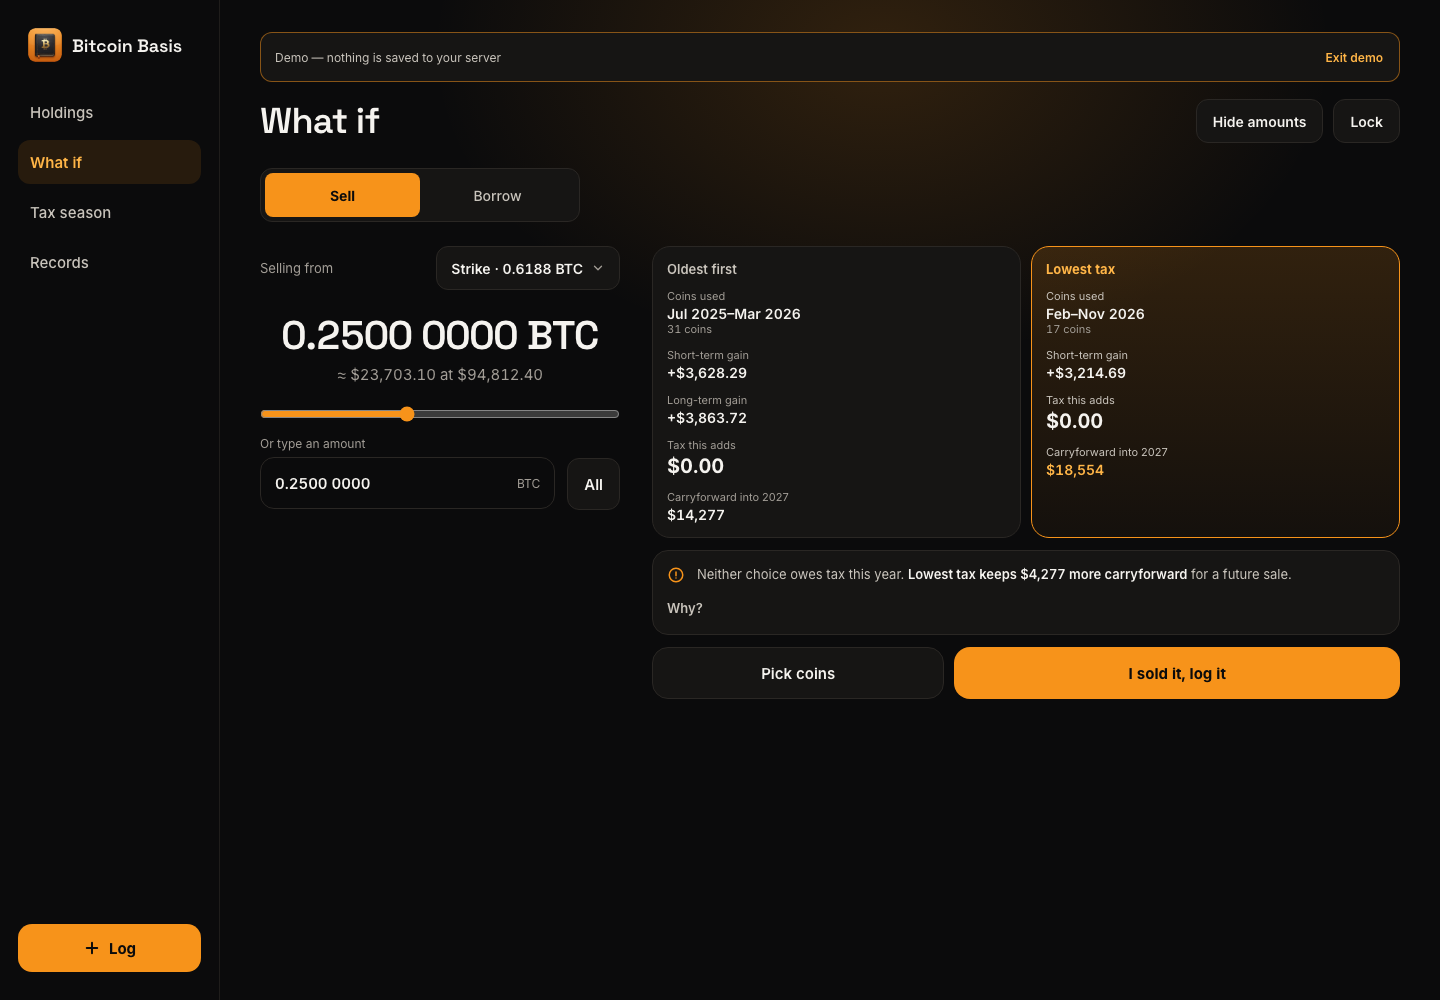 Bitcoin Basis
Holdings
What if
Tax season
Records
Log
Demo — nothing is saved to your server
Exit demo
What if
Hide amounts
Lock
Sell
Borrow
Selling from
Strike · 0.6188 BTC
0.2500 0000 BTC
≈ $23,703.10 at $94,812.40
Or type an amount
0.2500 0000
BTC
All
Oldest first
Coins used
Jul 2025–Mar 2026
31 coins
Short-term gain
+$3,628.29
Long-term gain
+$3,863.72
Tax this adds
$0.00
Carryforward into 2027
$14,277
Lowest tax
Coins used
Feb–Nov 2026
17 coins
Short-term gain
+$3,214.69
Tax this adds
$0.00
Carryforward into 2027
$18,554
Neither choice owes tax this year. Lowest tax keeps $4,277 more carryforward for a future sale.
Why?
Pick coins
I sold it, log it